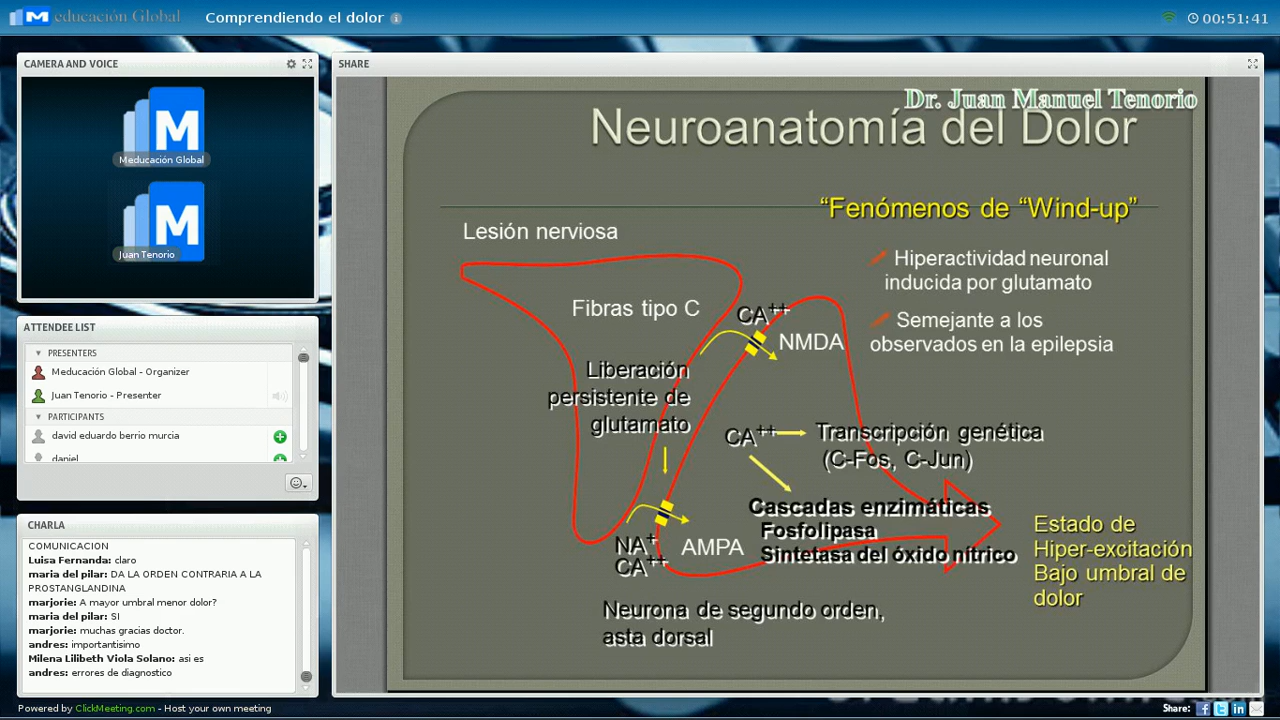 educación Global
Comprendiendo el dolor
00:51:41
CAMERA AND VOICE
M
Meducación Global
M
Juan Tenorio
ATTENDEE LIST
PRESENTERS
Meducación Global - Organizer
Juan Tenorio - Presenter
PARTICIPANTS
david eduardo berrio murcia
daniel
CHARLA
COMUNICACION
Luisa Fernanda: claro
maria del pilar: DA LA ORDEN CONTRARIA A LA
PROSTANGLANDINA
marjorie: A mayor umbral menor dolor?
maria del pilar: SI
marjorie: muchas gracias doctor.
andres: importantisimo
Milena Lilibeth Viola Solano: asi es
andres: errores de diagnostico
SHARE
Dr. Juan Manuel Tenorio
Neuroanatomía del Dolor
“Fenómenos de “Wind-up”
Lesión nerviosa
Hiperactividad neuronal
inducida por glutamato
Fibras tipo C
CA++
NMDA
Semejante a los
observados en la epilepsia
Liberación
persistente de
glutamato
CA++
Transcripción genética
(C-Fos, C-Jun)
Cascadas enzimáticas
Fosfolipasa
Sintetasa del óxido nítrico
NA+
CA++
AMPA
Estado de
Hiper-excitación
Bajo umbral de
dolor
Neurona de segundo orden,
asta dorsal
Powered by ClickMeeting.com - Host your own meeting
Share: